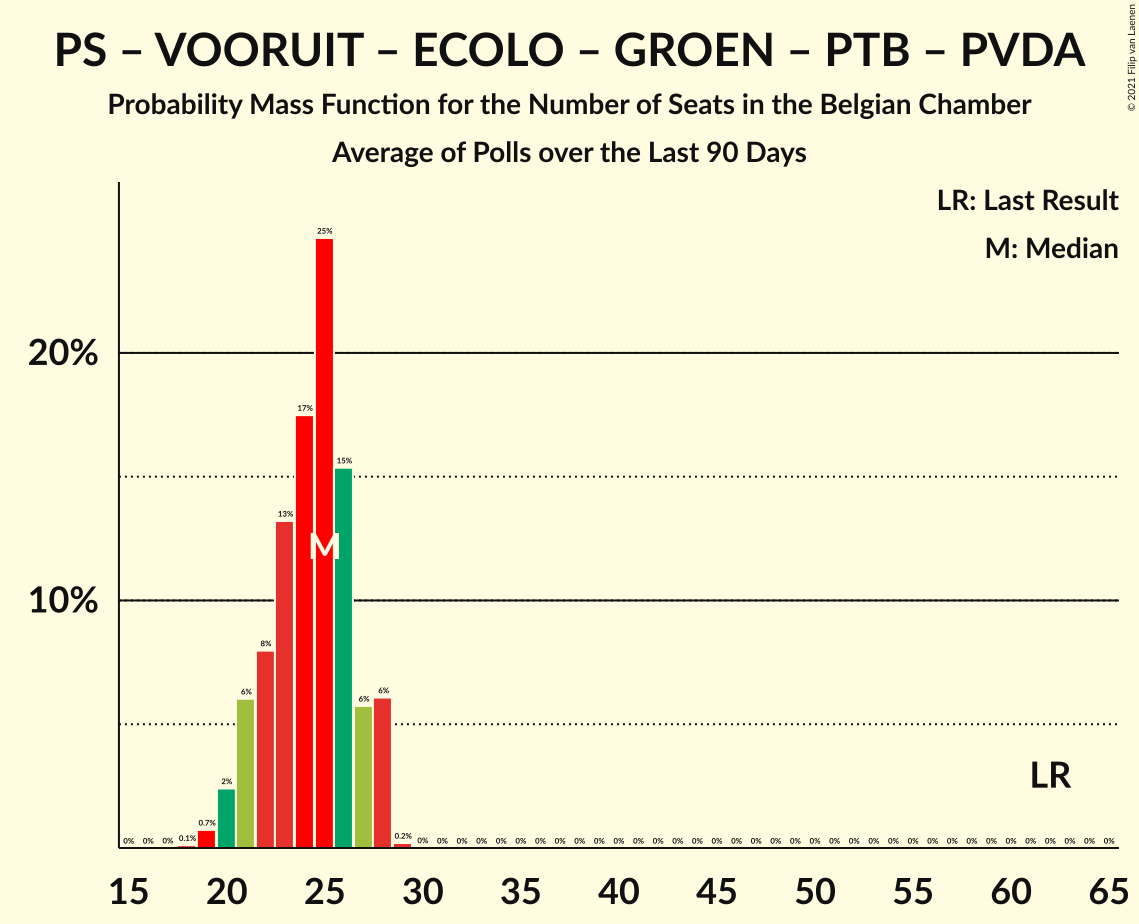 PS – VOORUIT – ECOLO – GROEN – PTB – PVDA
Probability Mass Function for the Number of Seats in the Belgian Chamber
Average of Polls over the Last 90 Days
© 2021 Filip van Laenen
LR: Last Result
M: Median
20%
10%
0% 0% 0% 0.1% 0.7% 2% 6% 8% 13% 17% 25% 15% 6% 6% 0.2% 0% 0% 0% 0% 0% 0% 0% 0% 0% 0% 0% 0% 0% 0% 0% 0% 0% 0% 0% 0% 0% 0% 0% 0% 0% 0% 0% 0% 0% 0% 0% 0% 0% 0% 0% 0%
M
LR
15 20 25 30 35 40 45 50 55 60 65